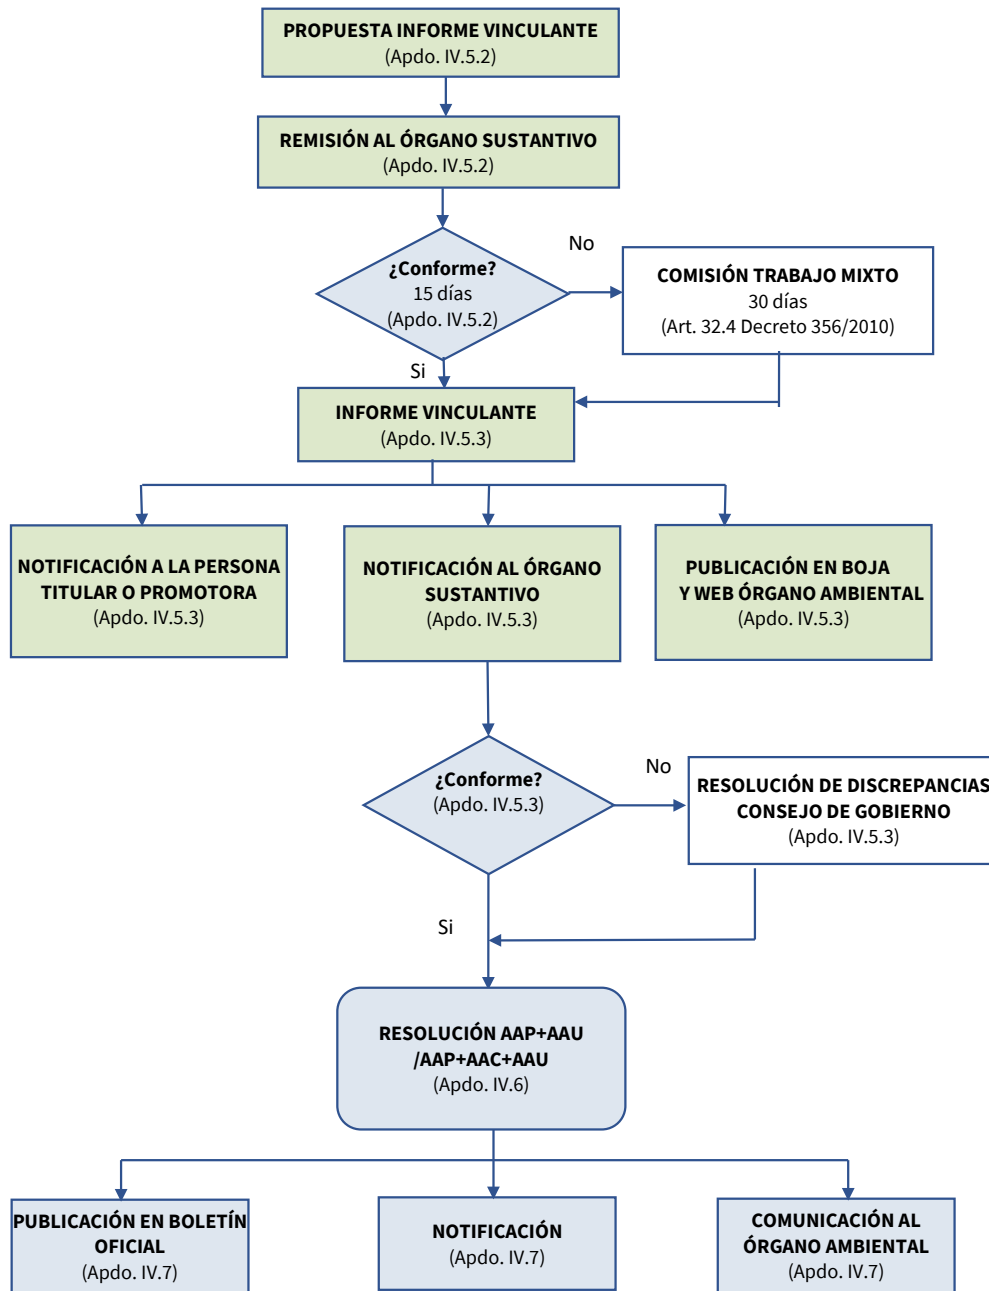 PROPUESTA INFORME VINCULANTE
(Apdo. IV.5.2)
REMISIÓN AL ÓRGANO SUSTANTIVO
(Apdo. IV.5.2)
¿Conforme?
15 días
(Apdo. IV.5.2)
No
COMISIÓN TRABAJO MIXTO
30 días
(Art. 32.4 Decreto 356/2010)
Si
INFORME VINCULANTE
(Apdo. IV.5.3)
NOTIFICACIÓN A LA PERSONA
TITULAR O PROMOTORA
(Apdo. IV.5.3)
NOTIFICACIÓN AL ÓRGANO
SUSTANTIVO
(Apdo. IV.5.3)
PUBLICACIÓN EN BOJA
Y WEB ÓRGANO AMBIENTAL
(Apdo. IV.5.3)
¿Conforme?
(Apdo. IV.5.3)
No
RESOLUCIÓN DE DISCREPANCIAS
CONSEJO DE GOBIERNO
(Apdo. IV.5.3)
Si
RESOLUCIÓN AAP+AAU
/AAP+AAC+AAU
(Apdo. IV.6)
PUBLICACIÓN EN BOLETÍN
OFICIAL
(Apdo. IV.7)
NOTIFICACIÓN
(Apdo. IV.7)
COMUNICACIÓN AL
ÓRGANO AMBIENTAL
(Apdo. IV.7)